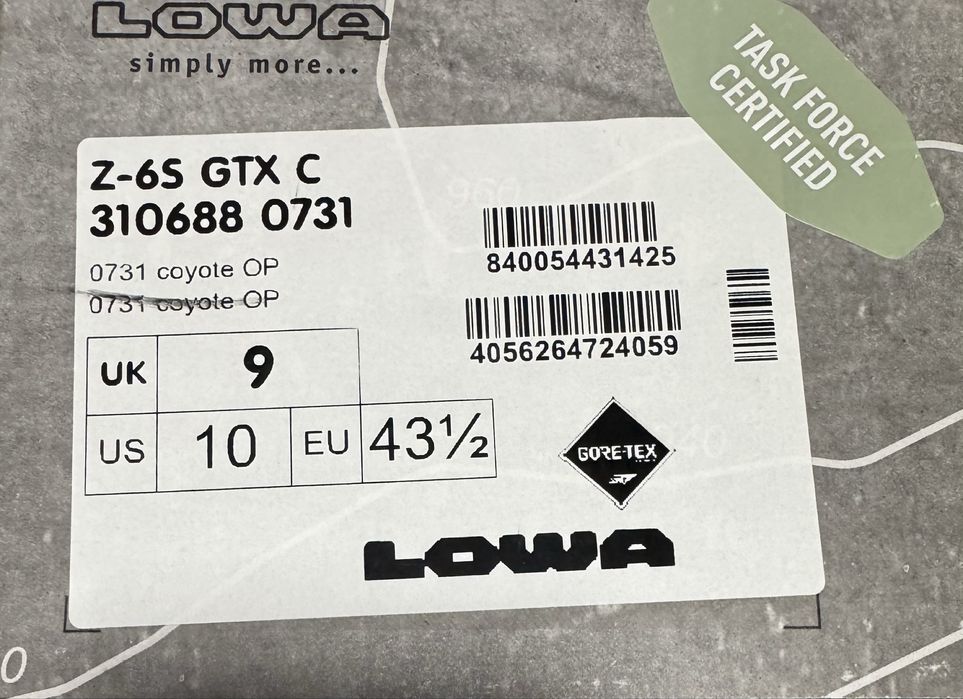 LOWA
simply more...
TASK FORCE
CERTIFIED
Z-6S GTX C
310688 0731
0731 coyote OP
0731 coyote OP
840054431425
4056264724059
UK 9
US 10 EU 43½
GORE-TEX
LOWA
0